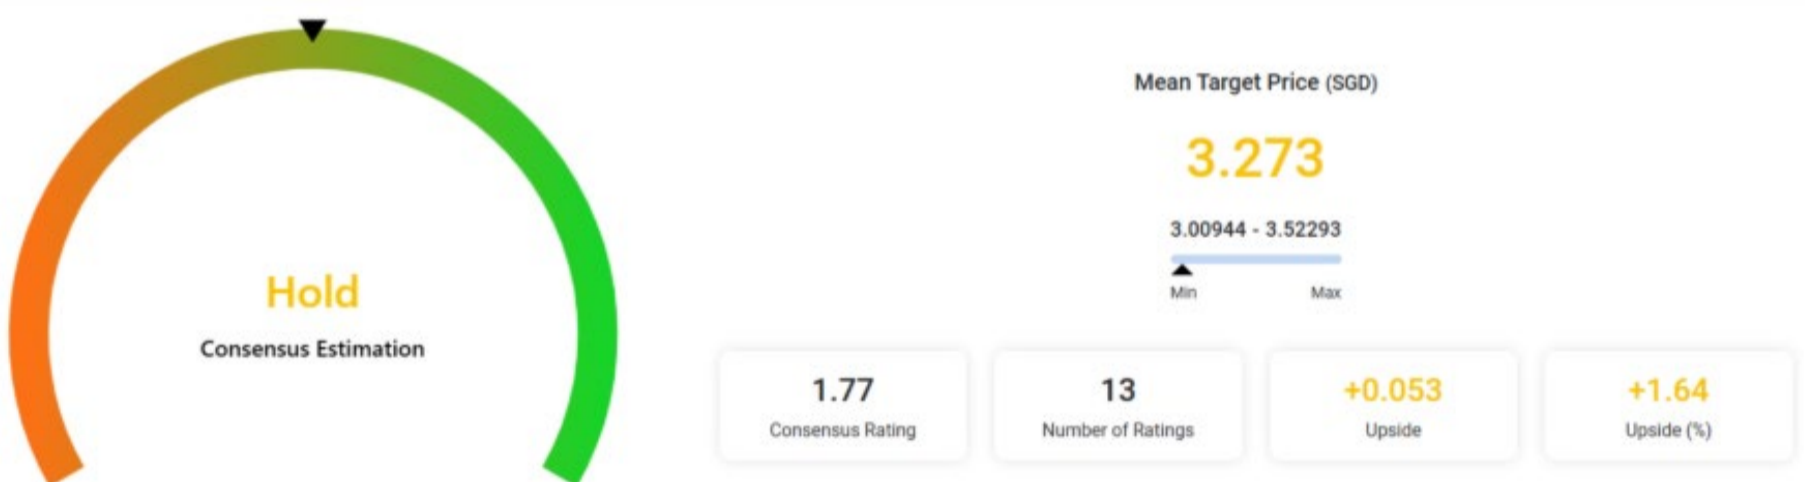 Hold
Consensus Estimation
Mean Target Price (SGD)
3.273
3.00944 - 3.52293
Min Max
1.77
Consensus Rating
13
Number of Ratings
+0.053
Upside
+1.64
Upside (%)